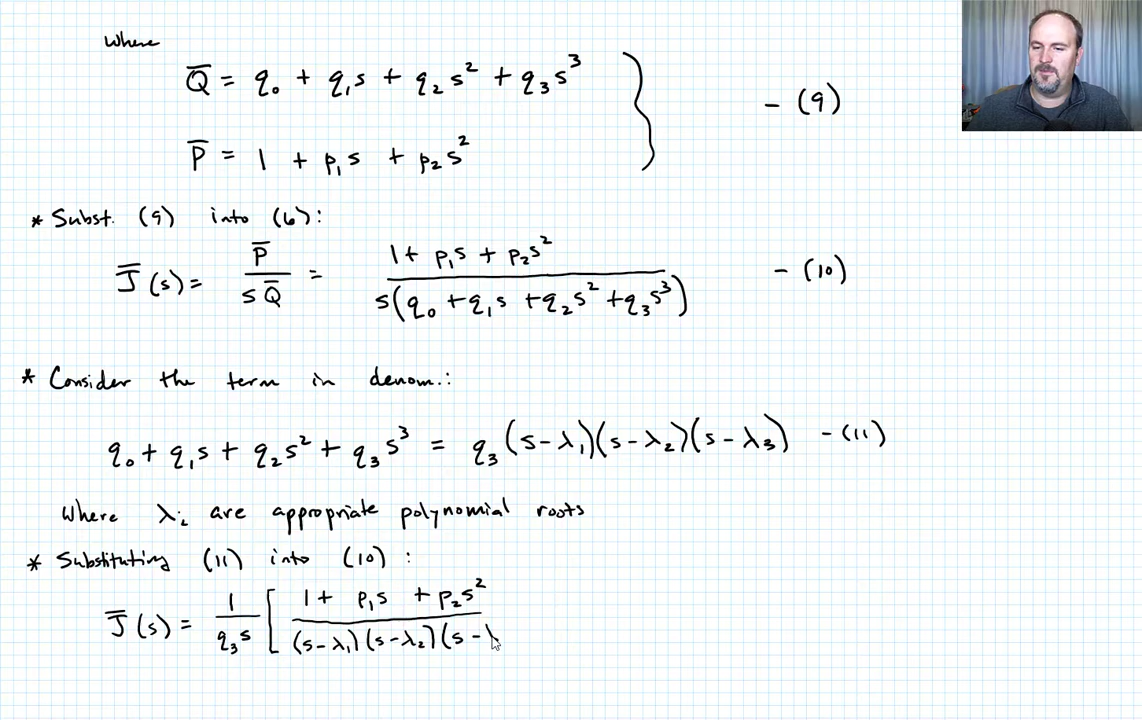 Where
Q̄ = q₀ + q₁s + q₂s² + q₃s³
- (9)
P̄ = 1 + p₁s + p₂s²
* Subst. (9) into (6):
J̄(s) = P̄ / sQ̄ = 1 + p₁s + p₂s² / s(q₀ + q₁s + q₂s² + q₃s³) - (10)
* Consider the term in denom.:
q₀ + q₁s + q₂s² + q₃s³ = q₃(s-λ₁)(s-λ₂)(s-λ₃) - (11)
Where λᵢ are appropriate polynomial roots
* Substituting (11) into (10) :
J̄(s) = 1 / q₃s [ 1 + p₁s + p₂s² / (s-λ₁)(s-λ₂)(s-λ